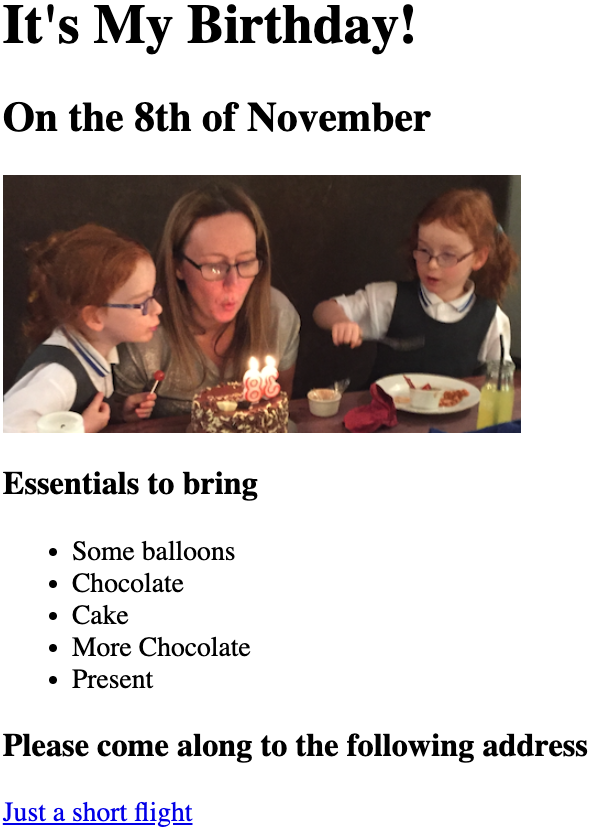 It's My Birthday!
On the 8th of November
38
Essentials to bring
Some balloons
Chocolate
Cake
More Chocolate
Present
Please come along to the following address
Just a short flight